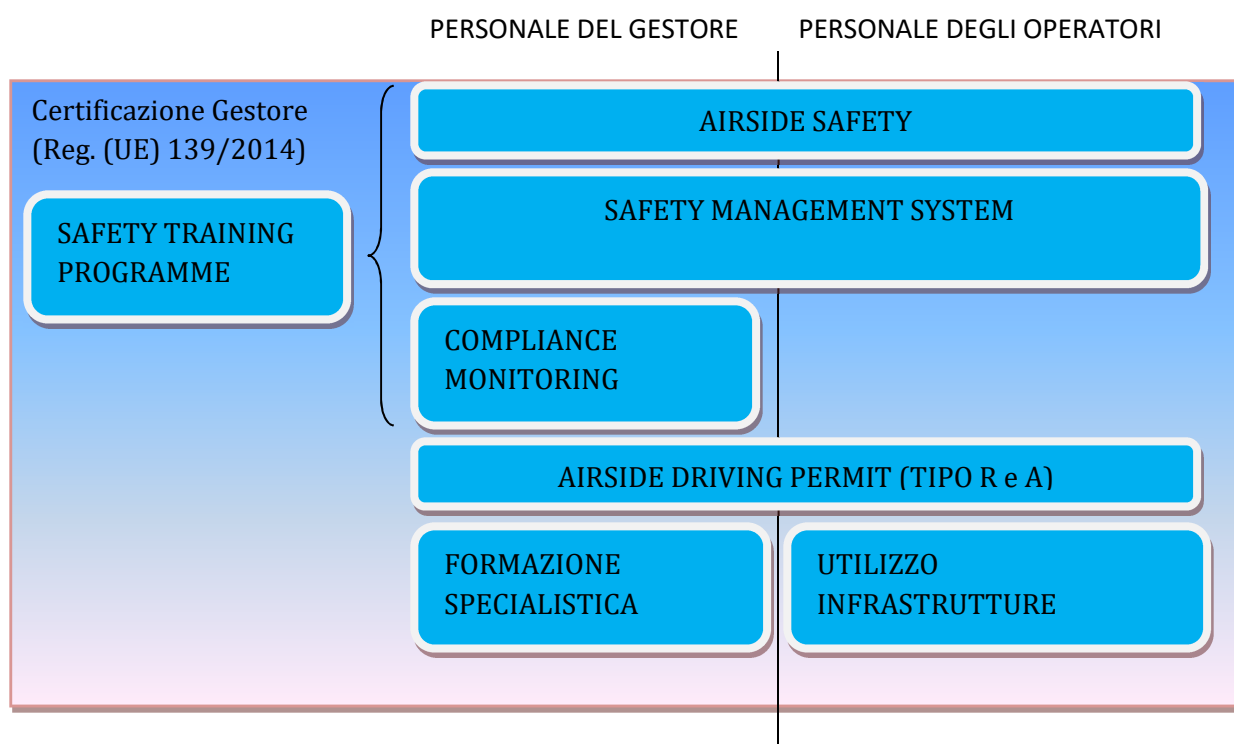 PERSONALE DEL GESTORE
PERSONALE DEGLI OPERATORI
Certificazione Gestore
(Reg. (UE) 139/2014)
SAFETY TRAINING
PROGRAMME
AIRSIDE SAFETY
SAFETY MANAGEMENT SYSTEM
COMPLIANCE
MONITORING
AIRSIDE DRIVING PERMIT (TIPO R e A)
FORMAZIONE
SPECIALISTICA
UTILIZZO
INFRASTRUTTURE